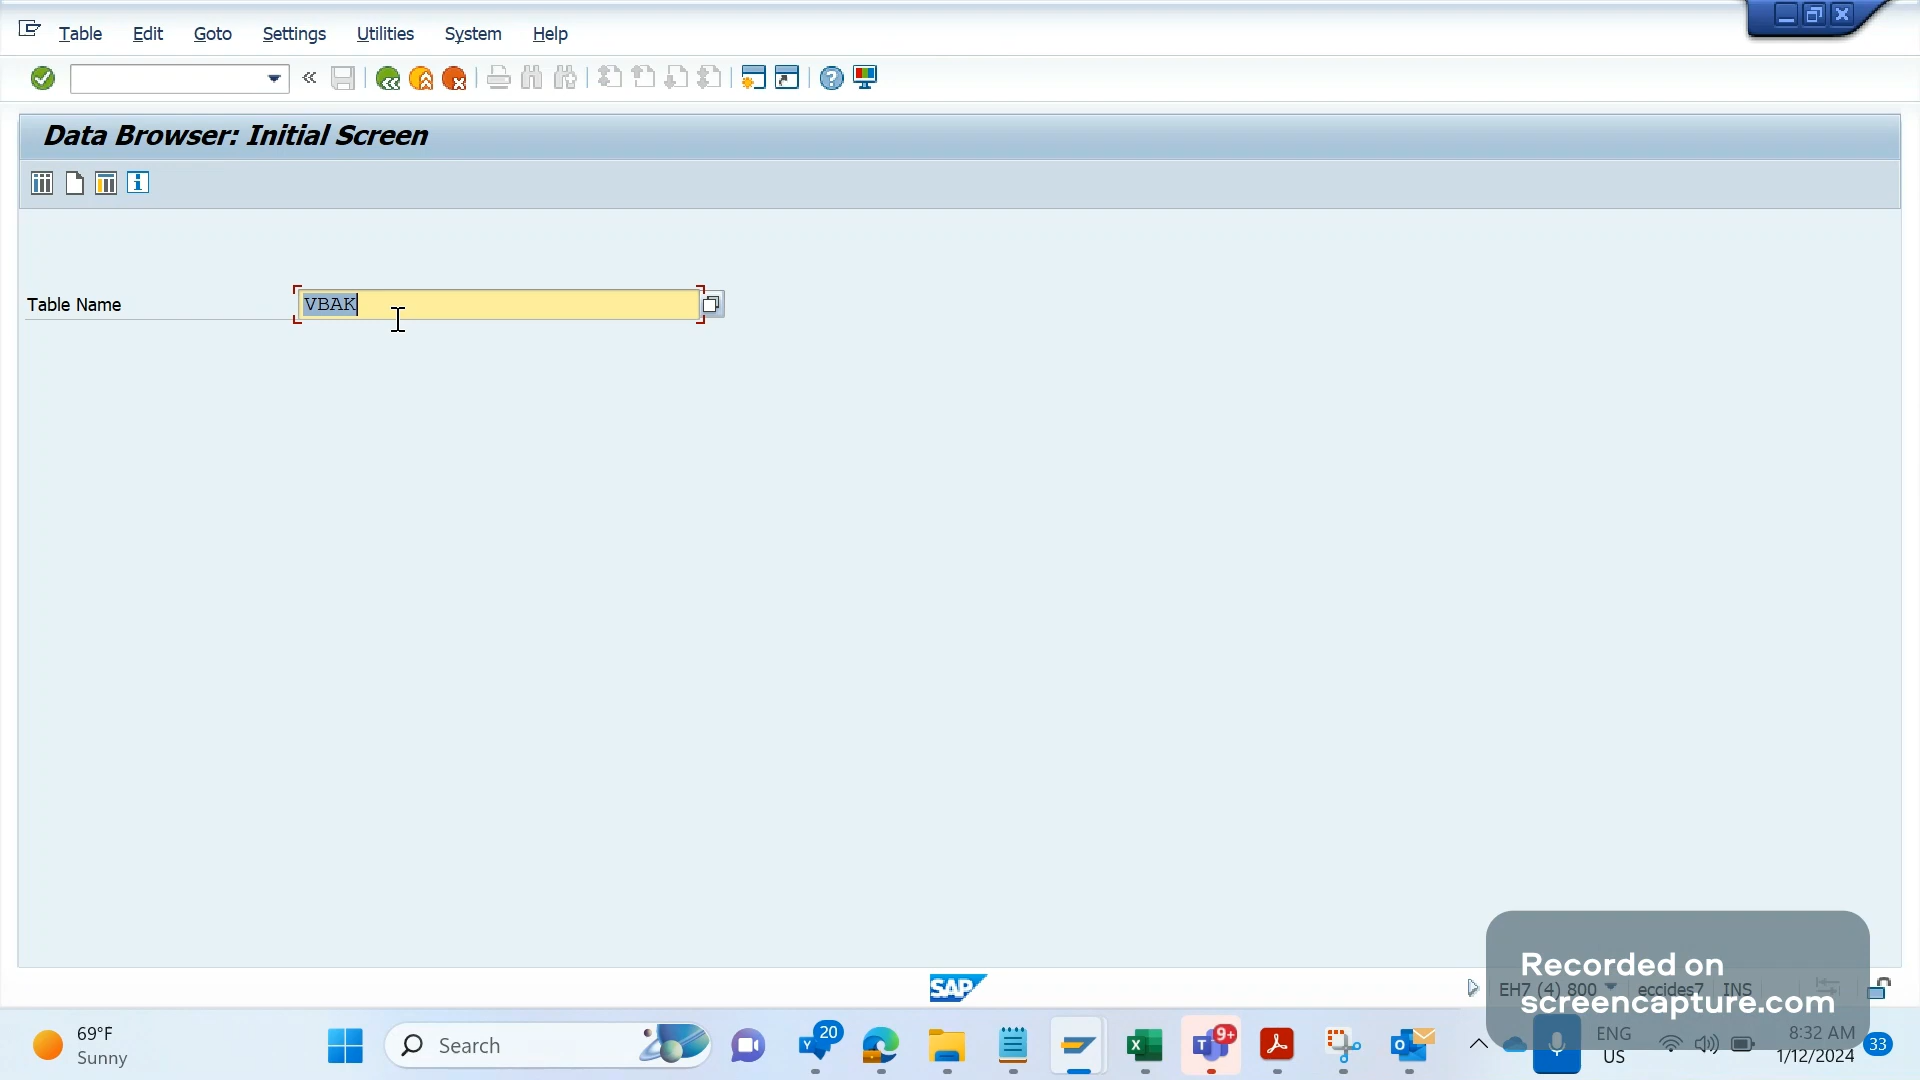 Table Edit Goto Settings Utilities System Help
Data Browser: Initial Screen
Table Name VBAK
SAP
EH7 (4) 800 eccides7 INS
Recorded on
screencapture.com
69°F
Sunny
Search
20
9+
ENG
US
8:32 AM
1/12/2024
33